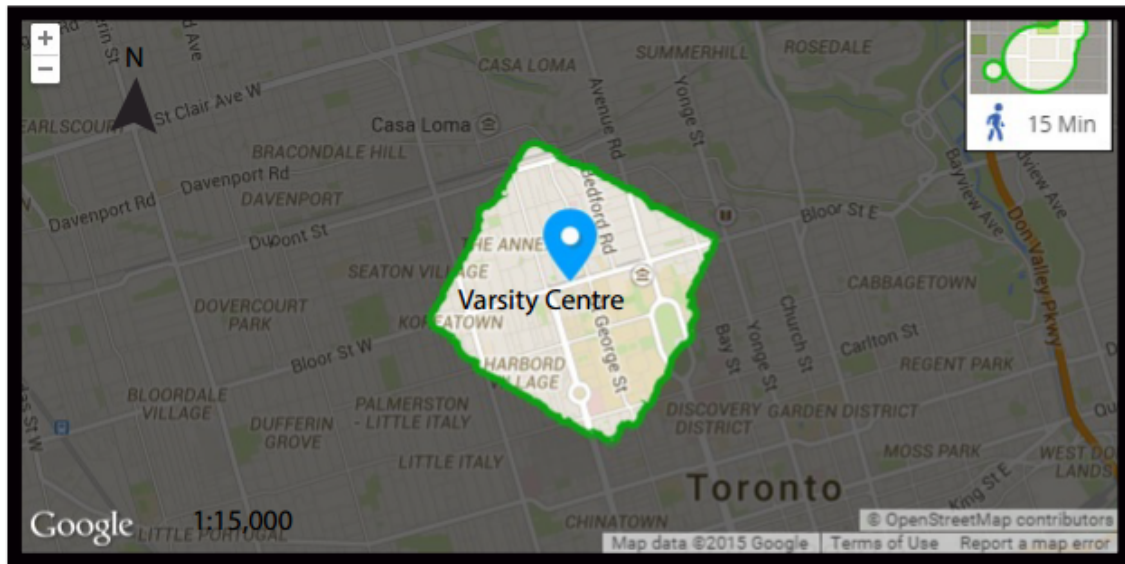 +
−
N
CASA LOMA
SUMMERHILL
ROSEDALE
Avenue Rd
Yonge St
15 Min
St Clair Ave W
Casa Loma
BRACONDALE HILL
Davenport Rd
Davenport Rd
DAVENPORT
Bedford Rd
Bayview Ave
Bloor St E
Don Valley Pkwy
Dupont St
THE ANNE
SEATON VILLAGE
Varsity Centre
CABBAGETOWN
DOVERCOURT
PARK
KOREATOWN
St George St
Bay St
Yonge St
Church St
Carlton St
Bloor St W
HARBORD
VILLAGE
REGENT PARK
BLOORDALE
VILLAGE
PALMERSTON
- LITTLE ITALY
DUFFERIN
GROVE
DISCOVERY
DISTRICT
GARDEN DISTRICT
MOSS PARK
LITTLE ITALY
Toronto
King St E
Google
1:15,000
LITTLE PORTUGAL
CHINATOWN
© OpenStreetMap contributors
Map data ©2015 Google
Terms of Use
Report a map error